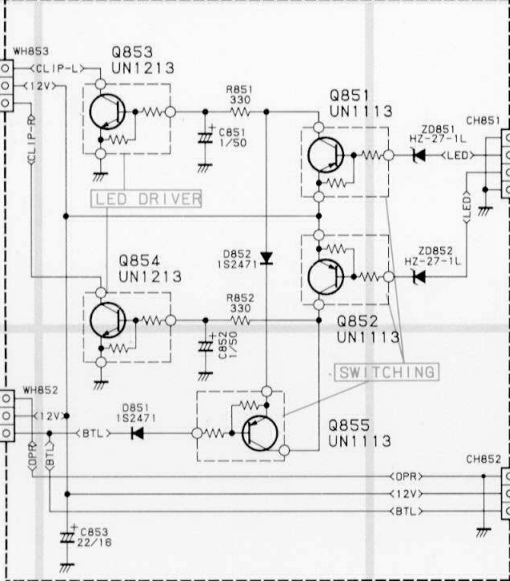 WH853
CLIP-L
12V
CLIP-R
Q853
UN1213
R851
330
C851
1/50
Q851
UN1113
ZD851
HZ-27-1L
LED
CH851
LED DRIVER
LED
D852
1S2471
ZD852
HZ-27-1L
Q854
UN1213
R852
330
C852
1/50
Q852
UN1113
SWITCHING
WH852
12V
BTL
D851
1S2471
Q855
UN1113
OPR
BTL
CH852
OPR
12V
BTL
C853
22/16